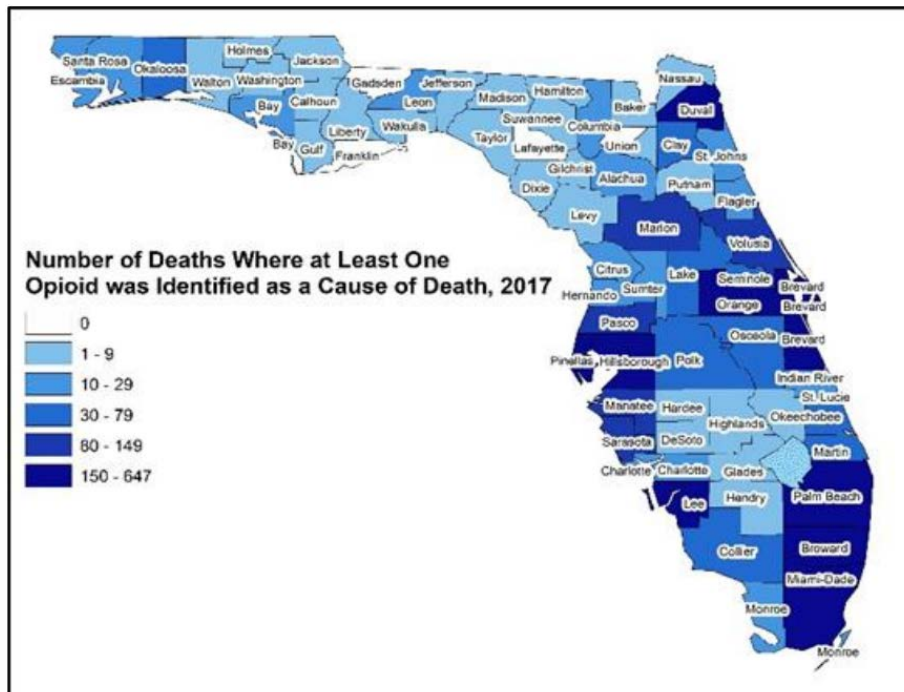 Holmes
Jackson
Santa Rosa
Okaloosa
Escambia
Walton
Washington
Gadsden
Jefferson
Nassau
Bay
Calhoun
Leon
Madison
Hamilton
Baker
Duval
Liberty
Wakulla
Suwannee
Columbia
Bay
Gulf
Franklin
Taylor
Lafayette
Union
Clay
St. Johns
Gilchrist
Alachua
Dixie
Putnam
Flagler
Levy
Marion
Volusia
Number of Deaths Where at Least One
Opioid was Identified as a Cause of Death, 2017
0
1 - 9
10 - 29
30 - 79
80 - 149
150 - 647
Citrus
Lake
Seminole
Hernando
Sumter
Brevard
Orange
Brevard
Pasco
Osceola
Brevard
Pinellas
Hillsborough
Polk
Indian River
Manatee
Hardee
St. Lucie
Highlands
Okeechobee
Sarasota
DeSoto
Martin
Charlotte
Charlotte
Glades
Lee
Hendry
Palm Beach
Collier
Broward
Miami-Dade
Monroe
Monroe